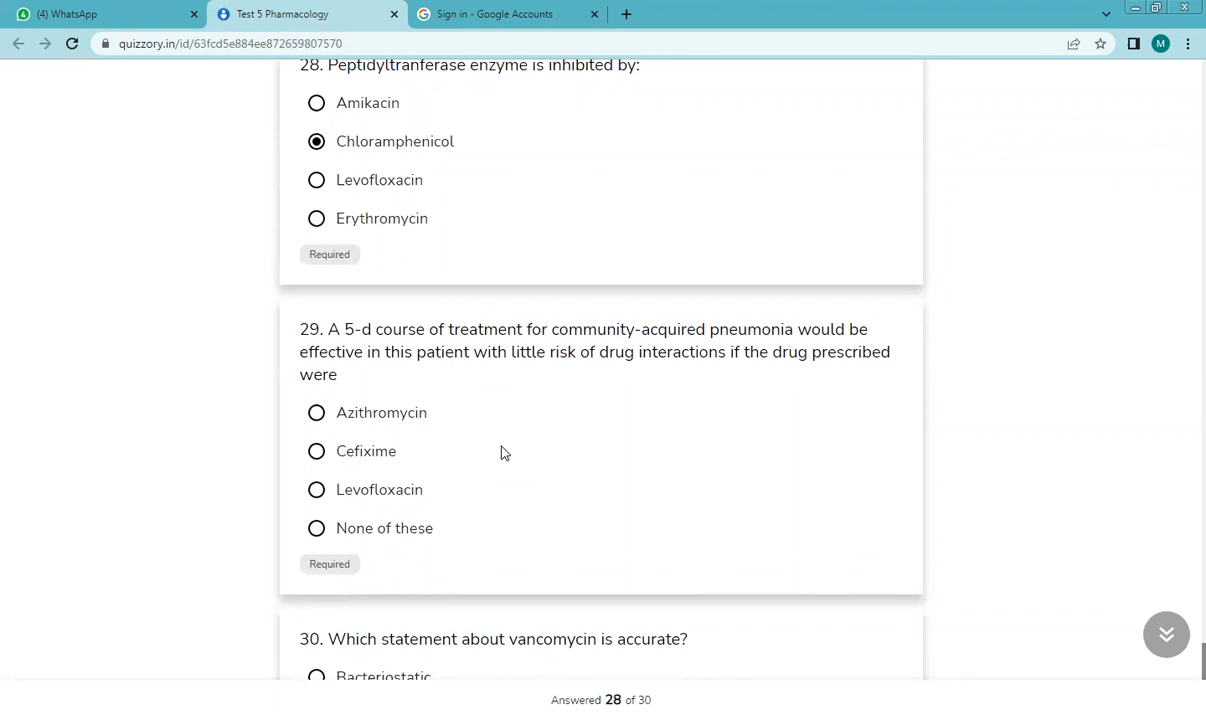 (4) WhatsApp
Test 5 Pharmacology
Sign in - Google Accounts
quizzory.in/id/63fcd5e884ee872659807570
M
28. Peptidyltranferase enzyme is inhibited by:
Amikacin
Chloramphenicol
Levofloxacin
Erythromycin
Required
29. A 5-d course of treatment for community-acquired pneumonia would be
effective in this patient with little risk of drug interactions if the drug prescribed
were
Azithromycin
Cefixime
Levofloxacin
None of these
Required
30. Which statement about vancomycin is accurate?
Bacteriostatic
Answered 28 of 30